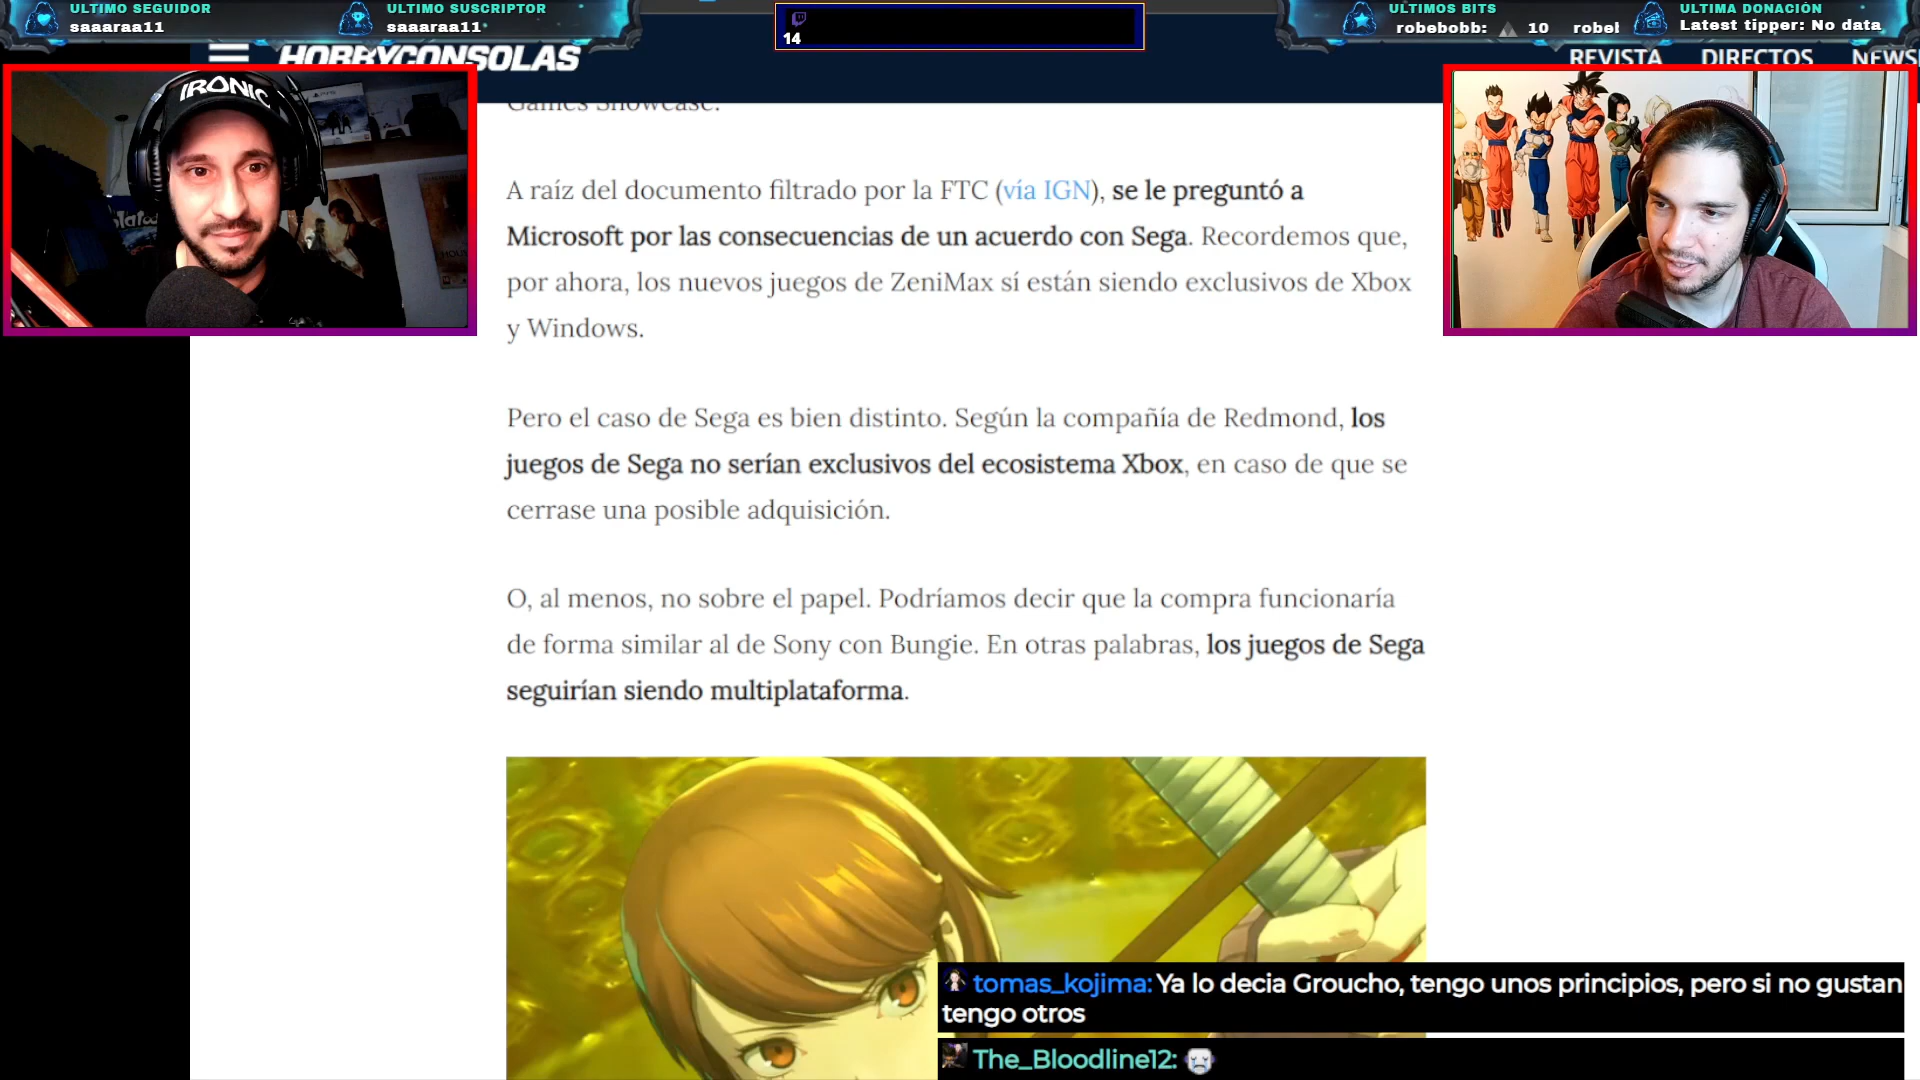 ULTIMO SEGUIDOR
saaaraa11
ULTIMO SUSCRIPTOR
saaaraa11
14
ULTIMOS BITS
robebobb: 10 robel
ULTIMA DONACIÓN
Latest tipper: No data
HOBBYCONSOLAS
REVISTA DIRECTOS NEWS
IRONIC
Games Showcase.
A raíz del documento filtrado por la FTC (vía IGN), se le preguntó a
Microsoft por las consecuencias de un acuerdo con Sega. Recordemos que,
por ahora, los nuevos juegos de ZeniMax sí están siendo exclusivos de Xbox
y Windows.
Pero el caso de Sega es bien distinto. Según la compañía de Redmond, los
juegos de Sega no serían exclusivos del ecosistema Xbox, en caso de que se
cerrase una posible adquisición.
O, al menos, no sobre el papel. Podríamos decir que la compra funcionaría
de forma similar al de Sony con Bungie. En otras palabras, los juegos de Sega
seguirían siendo multiplataforma.
tomas_kojima: Ya lo decia Groucho, tengo unos principios, pero si no gustan
tengo otros
The_Bloodline12: